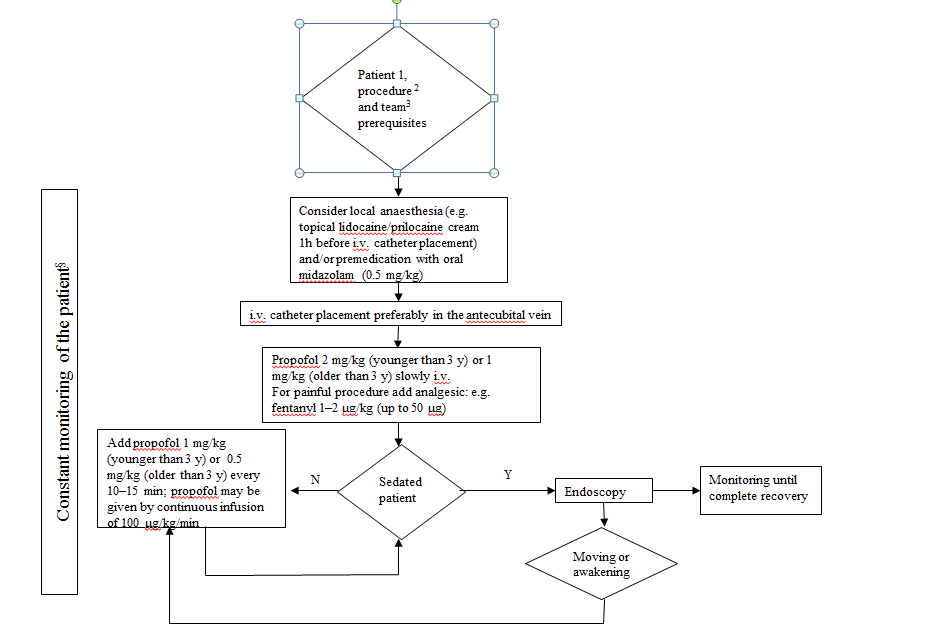 Patient 1,
procedure 2
and team3
prerequisites
Consider local anaesthesia (e.g.
topical lidocaine/prilocaine cream
1h before i.v. catheter placement)
and/or premedication with oral
midazolam (0.5 mg/kg)
i.v. catheter placement preferably in the antecubital vein
Propofol 2 mg/kg (younger than 3 y) or 1
mg/kg (older than 3 y) slowly i.v.
For painful procedure add analgesic: e.g.
fentanyl 1–2 µg/kg (up to 50 µg)
Constant monitoring of the patient§
Add propofol 1 mg/kg
(younger than 3 y) or 0.5
mg/kg (older than 3 y) every
10–15 min; propofol may be
given by continuous infusion
of 100 µg/kg/min
N
Sedated
patient
Y
Endoscopy
Monitoring until
complete recovery
Moving or
awakening